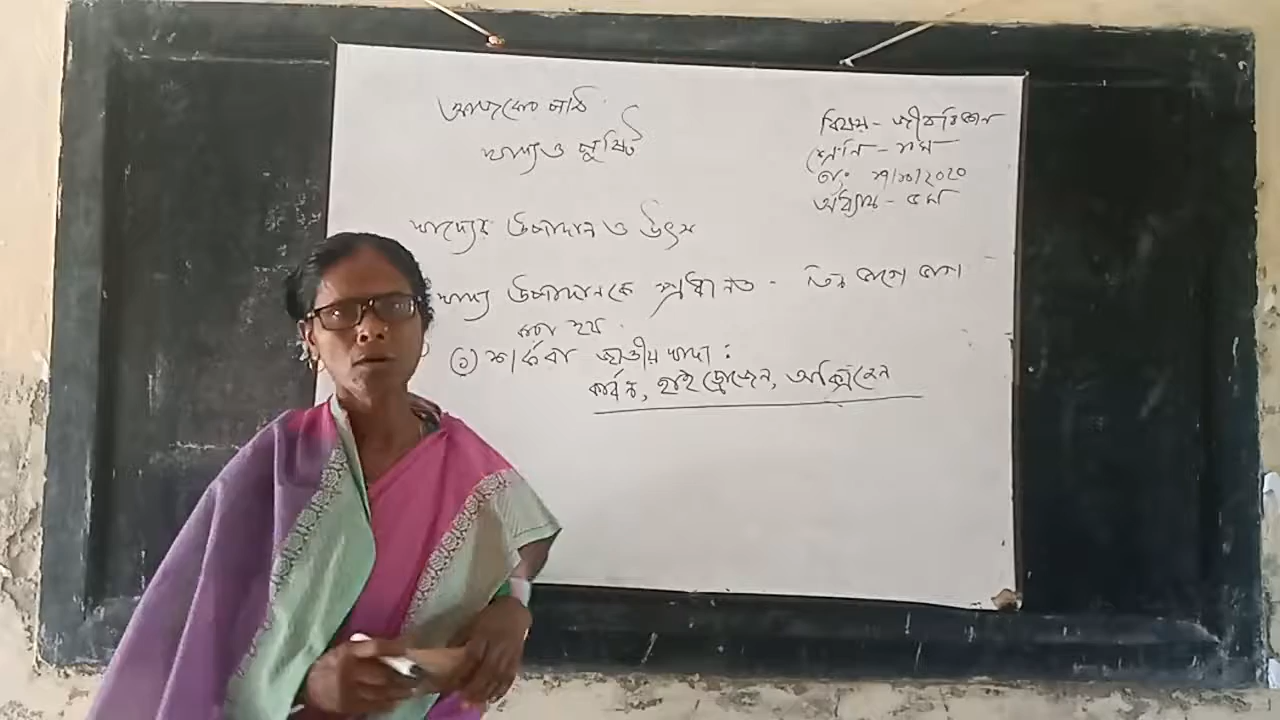 আজকের পাঠ
খাদ্য ও পুষ্টি
বিষয় - জীববিজ্ঞান
শ্রেণি - ৯ম
তাং ২৭/১০/২০২০
অধ্যায় - ৫ম
খাদ্যের উপাদান ও উৎস
খাদ্য উপাদানকে প্রধানত - তিন ভাগে ভাগ
করা হয়
১ শর্করা জাতীয় খাদ্য :
কার্বন, হাইড্রোজেন, অক্সিজেন